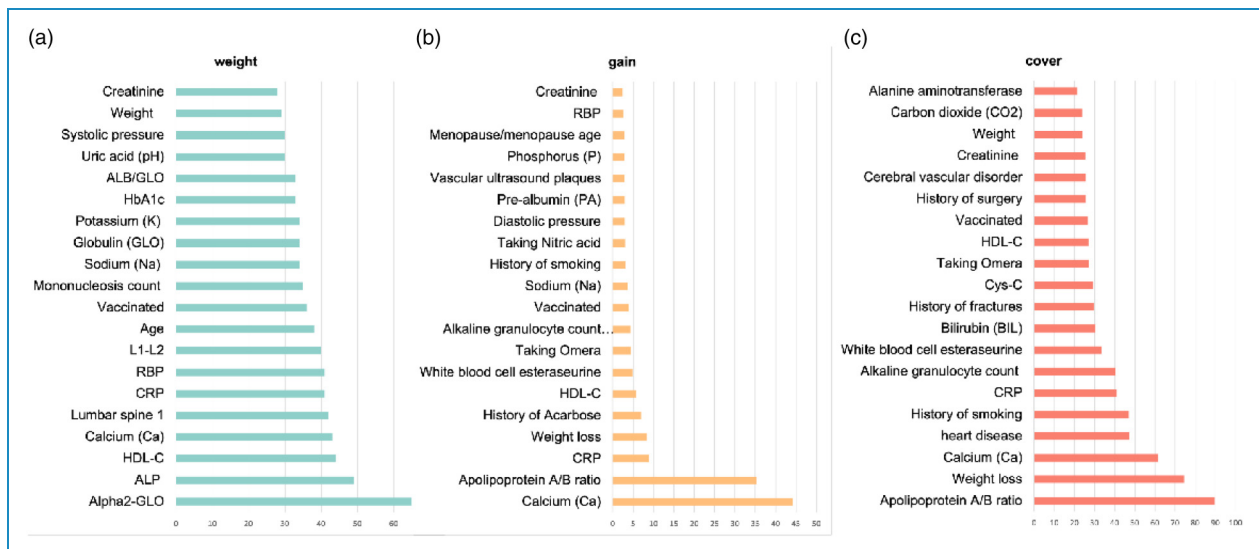 (a)
weight
Creatinine
Weight
Systolic pressure
Uric acid (pH)
ALB/GLO
HbA1c
Potassium (K)
Globulin (GLO)
Sodium (Na)
Mononucleosis count
Vaccinated
Age
L1-L2
RBP
CRP
Lumbar spine 1
Calcium (Ca)
HDL-C
ALP
Alpha2-GLO
0 10 20 30 40 50 60
(b)
gain
Creatinine
RBP
Menopause/menopause age
Phosphorus (P)
Vascular ultrasound plaques
Pre-albumin (PA)
Diastolic pressure
Taking Nitric acid
History of smoking
Sodium (Na)
Vaccinated
Alkaline granulocyte count...
Taking Omera
White blood cell esteraseurine
HDL-C
History of Acarbose
Weight loss
CRP
Apolipoprotein A/B ratio
Calcium (Ca)
0 5 10 15 20 25 30 35 40 45 50
(c)
cover
Alanine aminotransferase
Carbon dioxide (CO2)
Weight
Creatinine
Cerebral vascular disorder
History of surgery
Vaccinated
HDL-C
Taking Omera
Cys-C
History of fractures
Bilirubin (BIL)
White blood cell esteraseurine
Alkaline granulocyte count
CRP
History of smoking
heart disease
Calcium (Ca)
Weight loss
Apolipoprotein A/B ratio
0 10 20 30 40 50 60 70 80 90 100